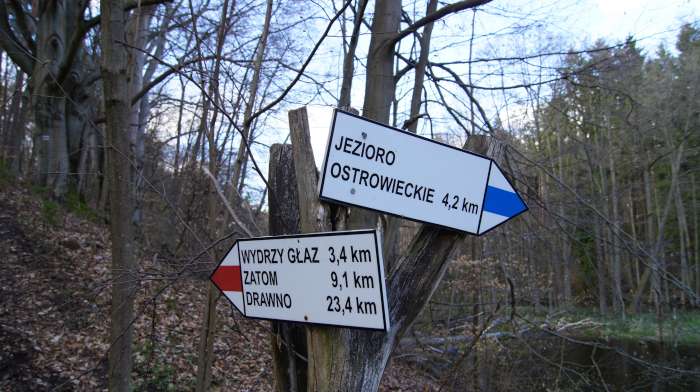 JEZIORO
OSTROWIECKIE 4,2 km
WYDRZY GŁAZ 3,4 km
ZATOM 9,1 km
DRAWNO 23,4 km